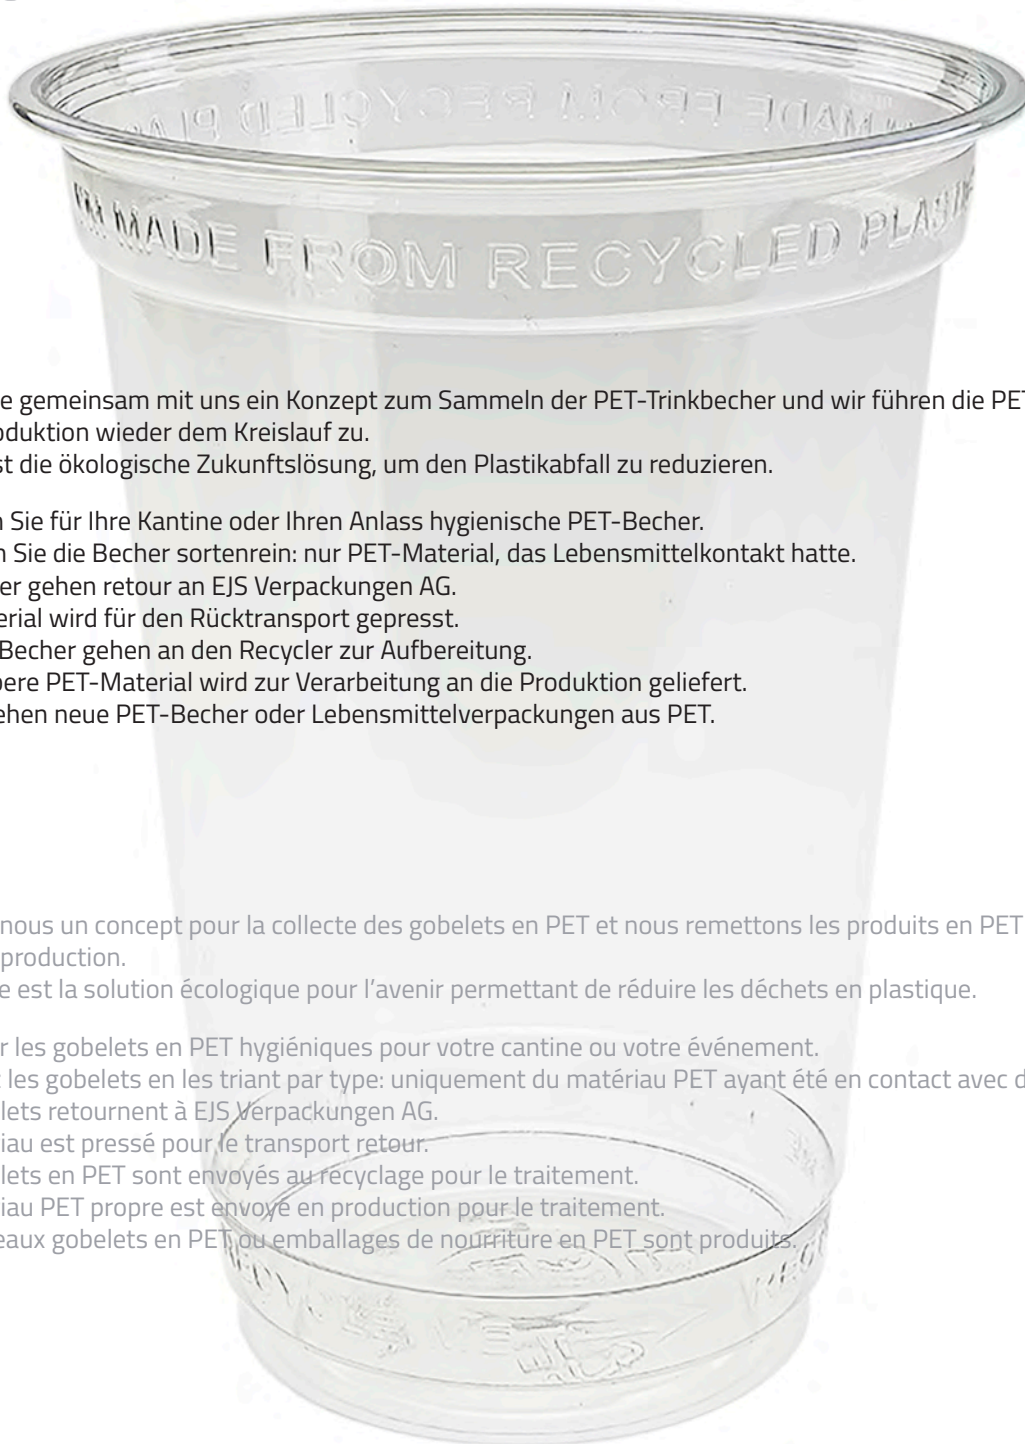 MADE FROM RECYCLED
e gemeinsam mit uns ein Konzept zum Sammeln der PET-Trinkbecher und wir führen die PE
oduktion wieder dem Kreislauf zu.
st die ökologische Zukunftslösung, um den Plastikabfall zu reduzieren.
n Sie für Ihre Kantine oder Ihren Anlass hygienische PET-Becher.
n Sie die Becher sortenrein: nur PET-Material, das Lebensmittelkontakt hatte.
er gehen retour an EJS Verpackungen AG.
erial wird für den Rücktransport gepresst.
Becher gehen an den Recycler zur Aufbereitung.
bere PET-Material wird zur Verarbeitung an die Produktion geliefert.
ehen neue PET-Becher oder Lebensmittelverpackungen aus PET.
nous un concept pour la collecte des gobelets en PET et nous remettons les produits en PET
production.
e est la solution écologique pour l’avenir permettant de réduire les déchets en plastique.
r les gobelets en PET hygiéniques pour votre cantine ou votre événement.
les gobelets en les triant par type: uniquement du matériau PET ayant été en contact avec d
lets retournent à EJS Verpackungen AG.
iau est pressé pour le transport retour.
lets en PET sont envoyés au recyclage pour le traitement.
iau PET propre est envoyé en production pour le traitement.
eaux gobelets en PET ou emballages de nourriture en PET sont produits.